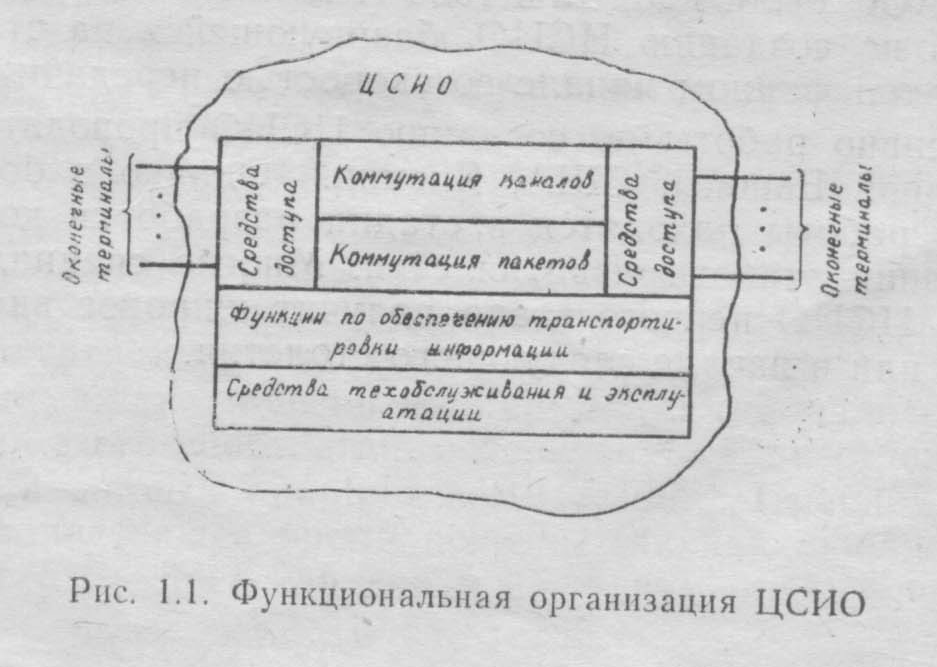 ЦСИО
Оконечные
терминалы
Средства
доступа
Коммутация каналов
Коммутация пакетов
Средства
доступа
Оконечные
терминалы
Функции по обеспечению транспорти-
ровки информации
Средства техобслуживания и эксплу-
атации
Рис. 1.1. Функциональная организация ЦСИО